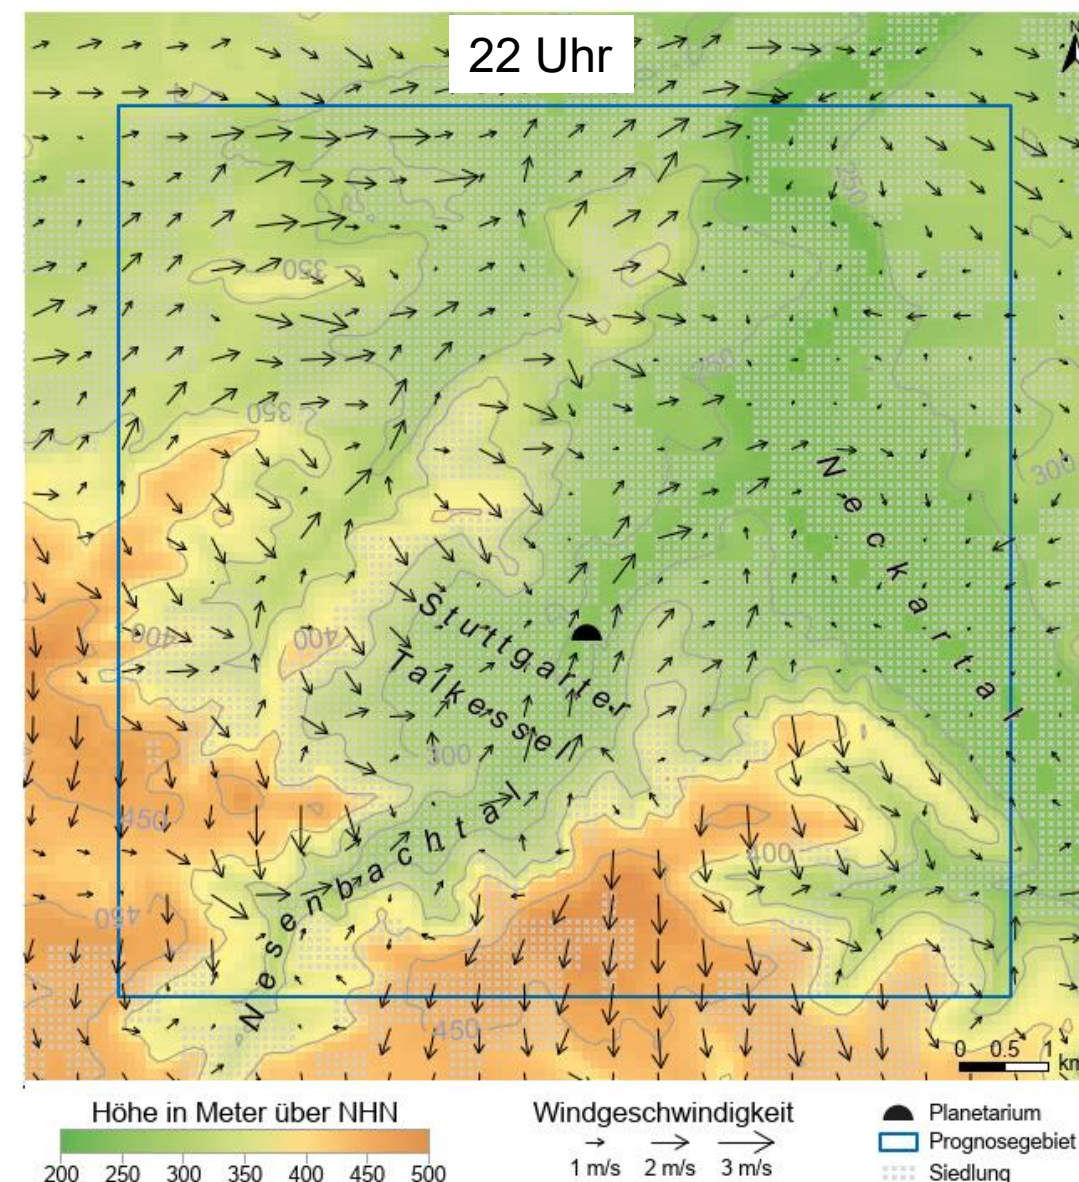 22 Uhr
N
250
350
350
350
300
400
400
Stuttgarter
Talkessel
Neckartal
300
450
400
Nesenbachtal
450
450
0 0.5 1 km
Höhe in Meter über NHN
200 250 300 350 400 450 500
Windgeschwindigkeit
1 m/s 2 m/s 3 m/s
Planetarium
Prognosegebiet
Siedlung